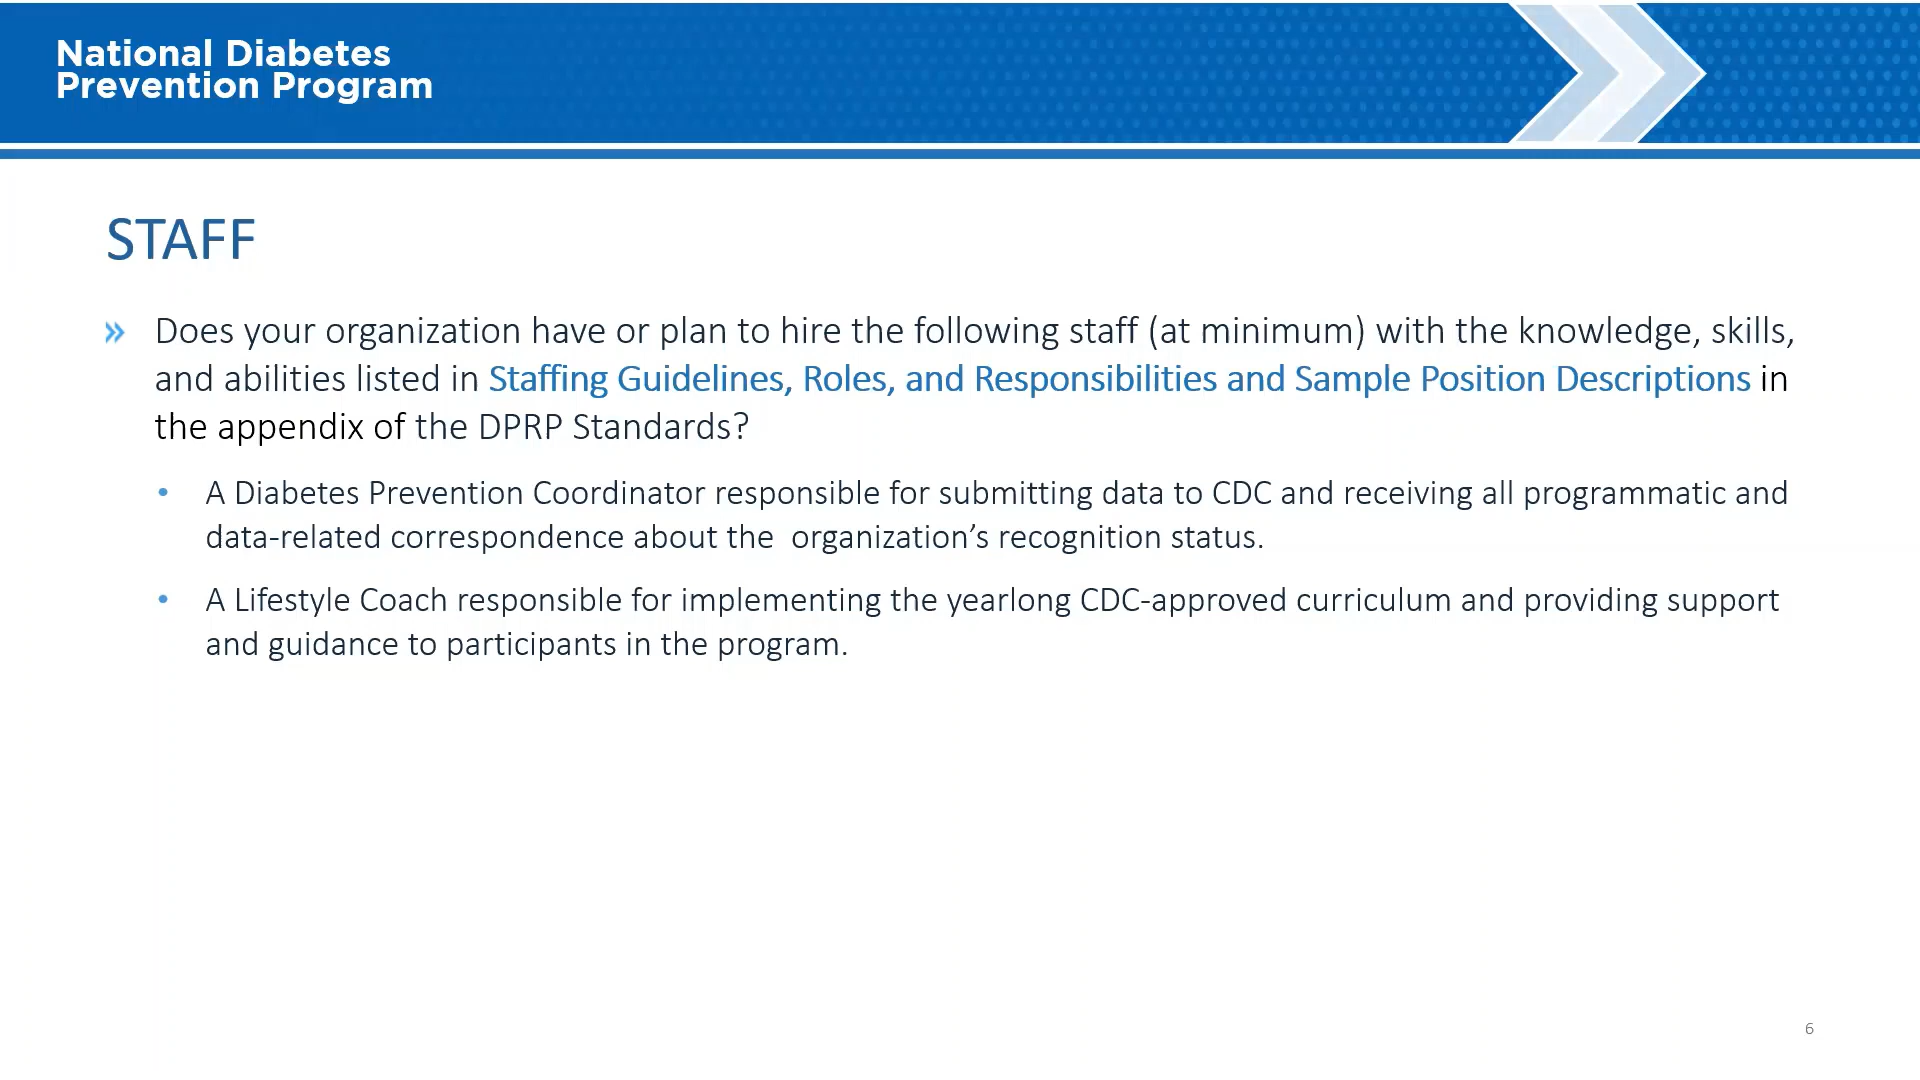 National Diabetes
Prevention Program
STAFF
» Does your organization have or plan to hire the following staff (at minimum) with the knowledge, skills,
and abilities listed in Staffing Guidelines, Roles, and Responsibilities and Sample Position Descriptions in
the appendix of the DPRP Standards?
• A Diabetes Prevention Coordinator responsible for submitting data to CDC and receiving all programmatic and
data-related correspondence about the  organization’s recognition status.
• A Lifestyle Coach responsible for implementing the yearlong CDC-approved curriculum and providing support
and guidance to participants in the program.
6